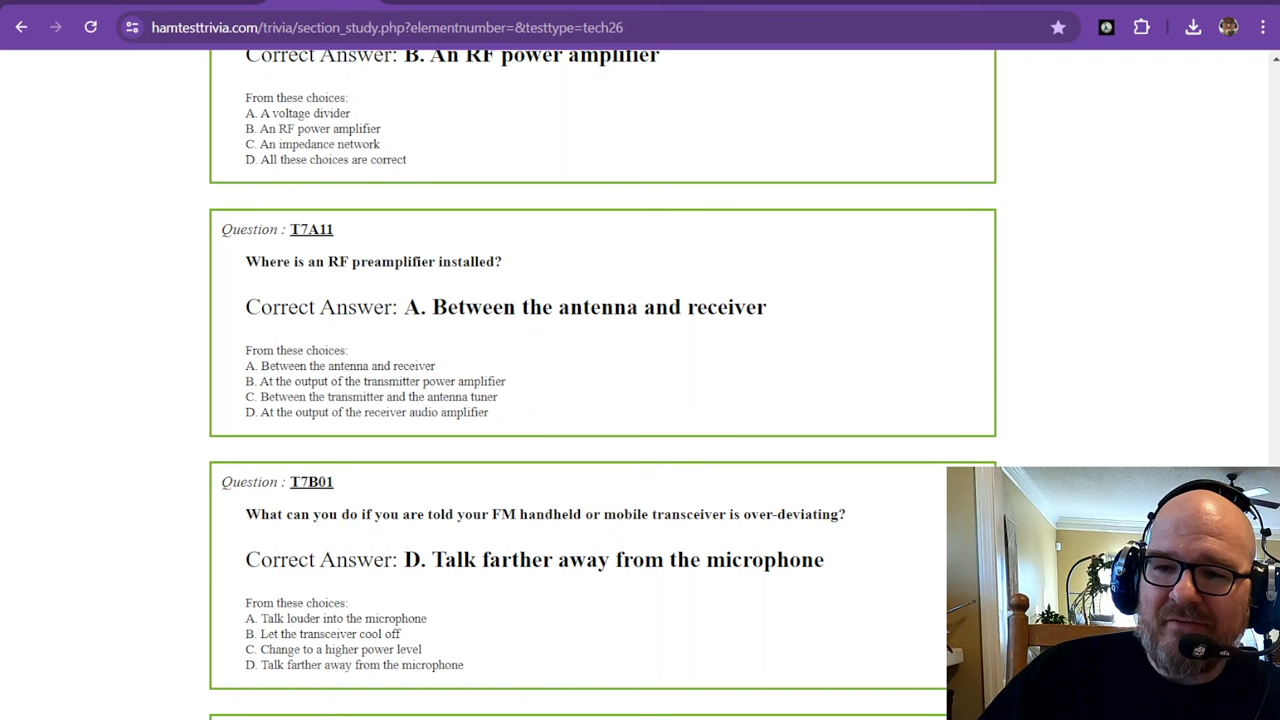 hamtesttrivia.com/trivia/section_study.php?elementnumber=&testtype=tech26
Correct Answer: B. An RF power amplifier
From these choices:
A. A voltage divider
B. An RF power amplifier
C. An impedance network
D. All these choices are correct
Question : T7A11
Where is an RF preamplifier installed?
Correct Answer: A. Between the antenna and receiver
From these choices:
A. Between the antenna and receiver
B. At the output of the transmitter power amplifier
C. Between the transmitter and the antenna tuner
D. At the output of the receiver audio amplifier
Question : T7B01
What can you do if you are told your FM handheld or mobile transceiver is over-deviating?
Correct Answer: D. Talk farther away from the microphone
From these choices:
A. Talk louder into the microphone
B. Let the transceiver cool off
C. Change to a higher power level
D. Talk farther away from the microphone